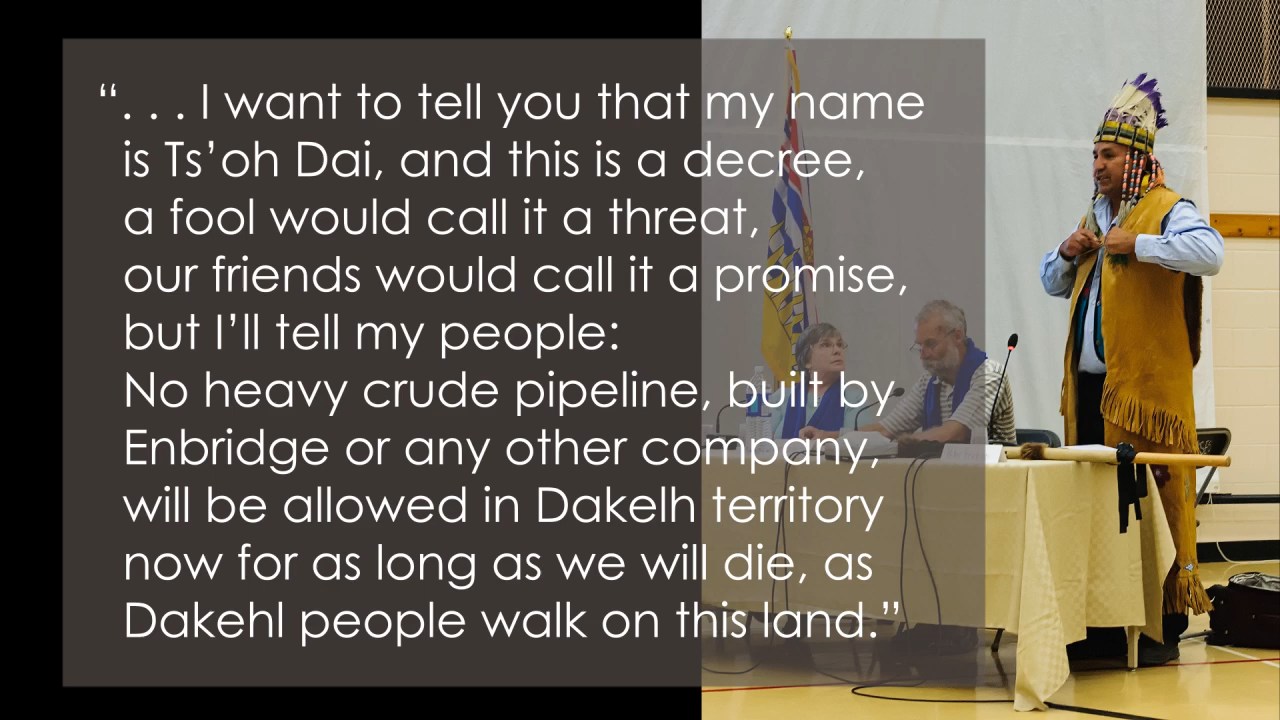 “. . . I want to tell you that my name
is Ts’oh Dai, and this is a decree,
a fool would call it a threat,
our friends would call it a promise,
but I’ll tell my people:
No heavy crude pipeline, built by
Enbridge or any other company,
will be allowed in Dakelh territory
now for as long as we will die, as
Dakehl people walk on this land.”